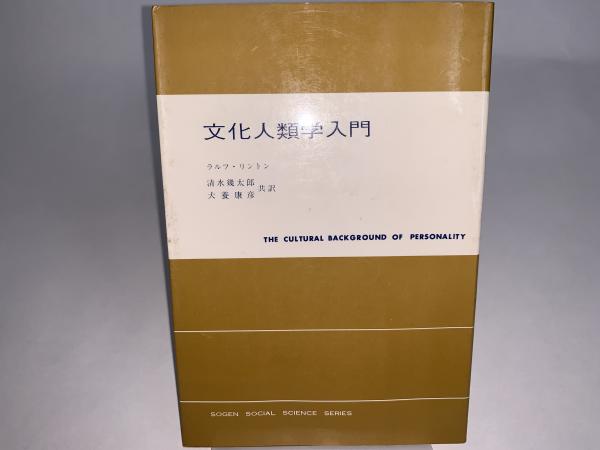 文化人類学入門
ラルフ・リントン
清水幾太郎
犬養康彦 共訳
THE CULTURAL BACKGROUND OF PERSONALITY
SOGEN SOCIAL SCIENCE SERIES